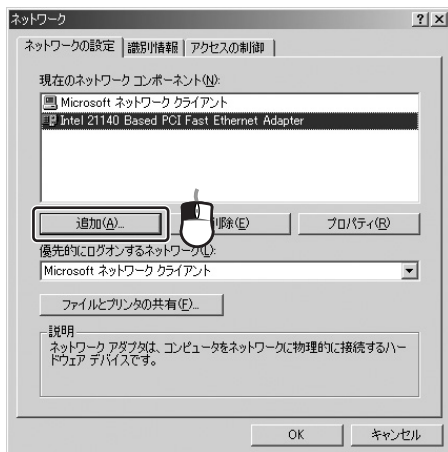 ネットワーク
ネットワークの設定 識別情報 アクセスの制御
現在のネットワーク コンポーネント(N):
Microsoft ネットワーク クライアント
Intel 21140 Based PCI Fast Ethernet Adapter
追加(A)... 除(E) プロパティ(R)
優先的にログオンするネットワーク(L):
Microsoft ネットワーク クライアント
ファイルとプリンタの共有(F)...
説明
ネットワーク アダプタは、コンピュータをネットワークに物理的に接続するハー
ドウェア デバイスです。
OK キャンセル